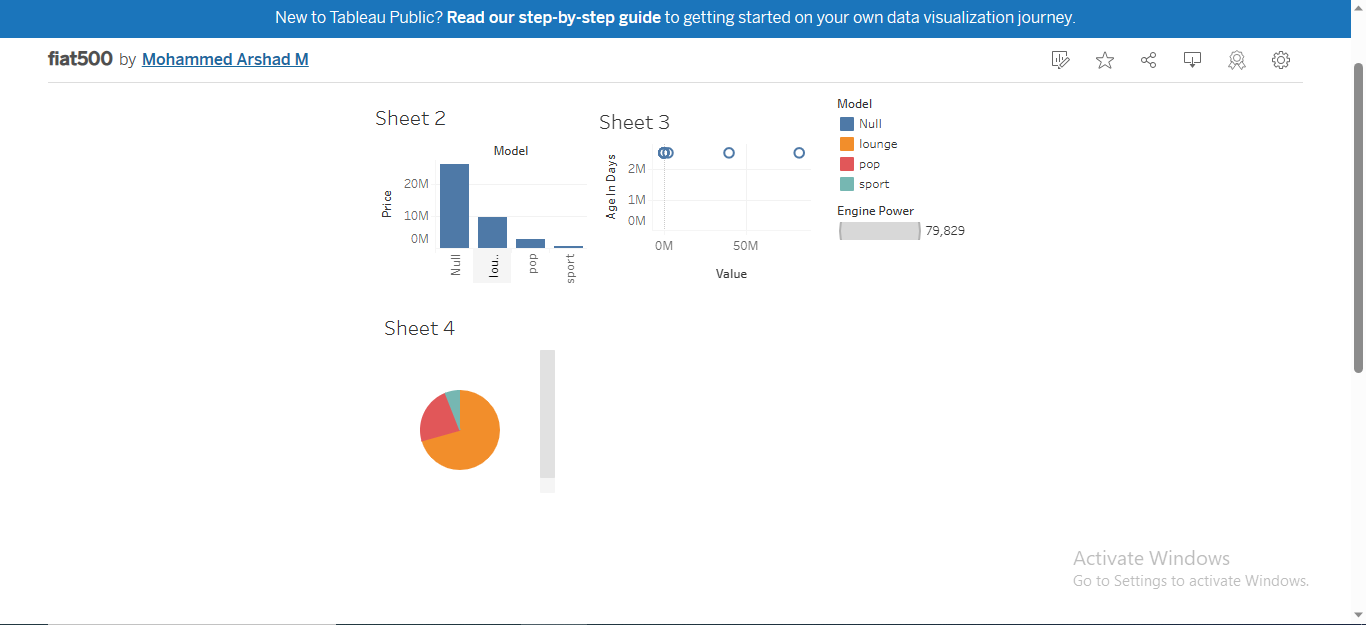 New to Tableau Public? Read our step-by-step guide to getting started on your own data visualization journey.
fiat500 by Mohammed Arshad M
Sheet 2
Model
Price
20M
10M
0M
Null
lou..
pop
sport
Sheet 3
Age In Days
2M
1M
0M
0M
50M
Value
Model
Null
lounge
pop
sport
Engine Power
79,829
Sheet 4
Activate Windows
Go to Settings to activate Windows.